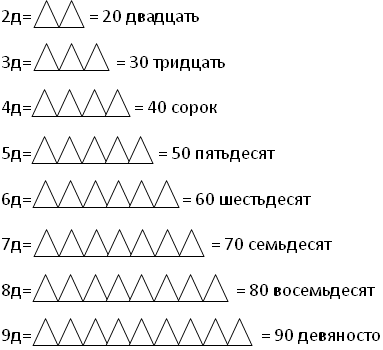 2д= = 20 двадцать
3д= = 30 тридцать
4д= = 40 сорок
5д= = 50 пятьдесят
6д= = 60 шестьдесят
7д= = 70 семьдесят
8д= = 80 восемьдесят
9д= = 90 девяносто